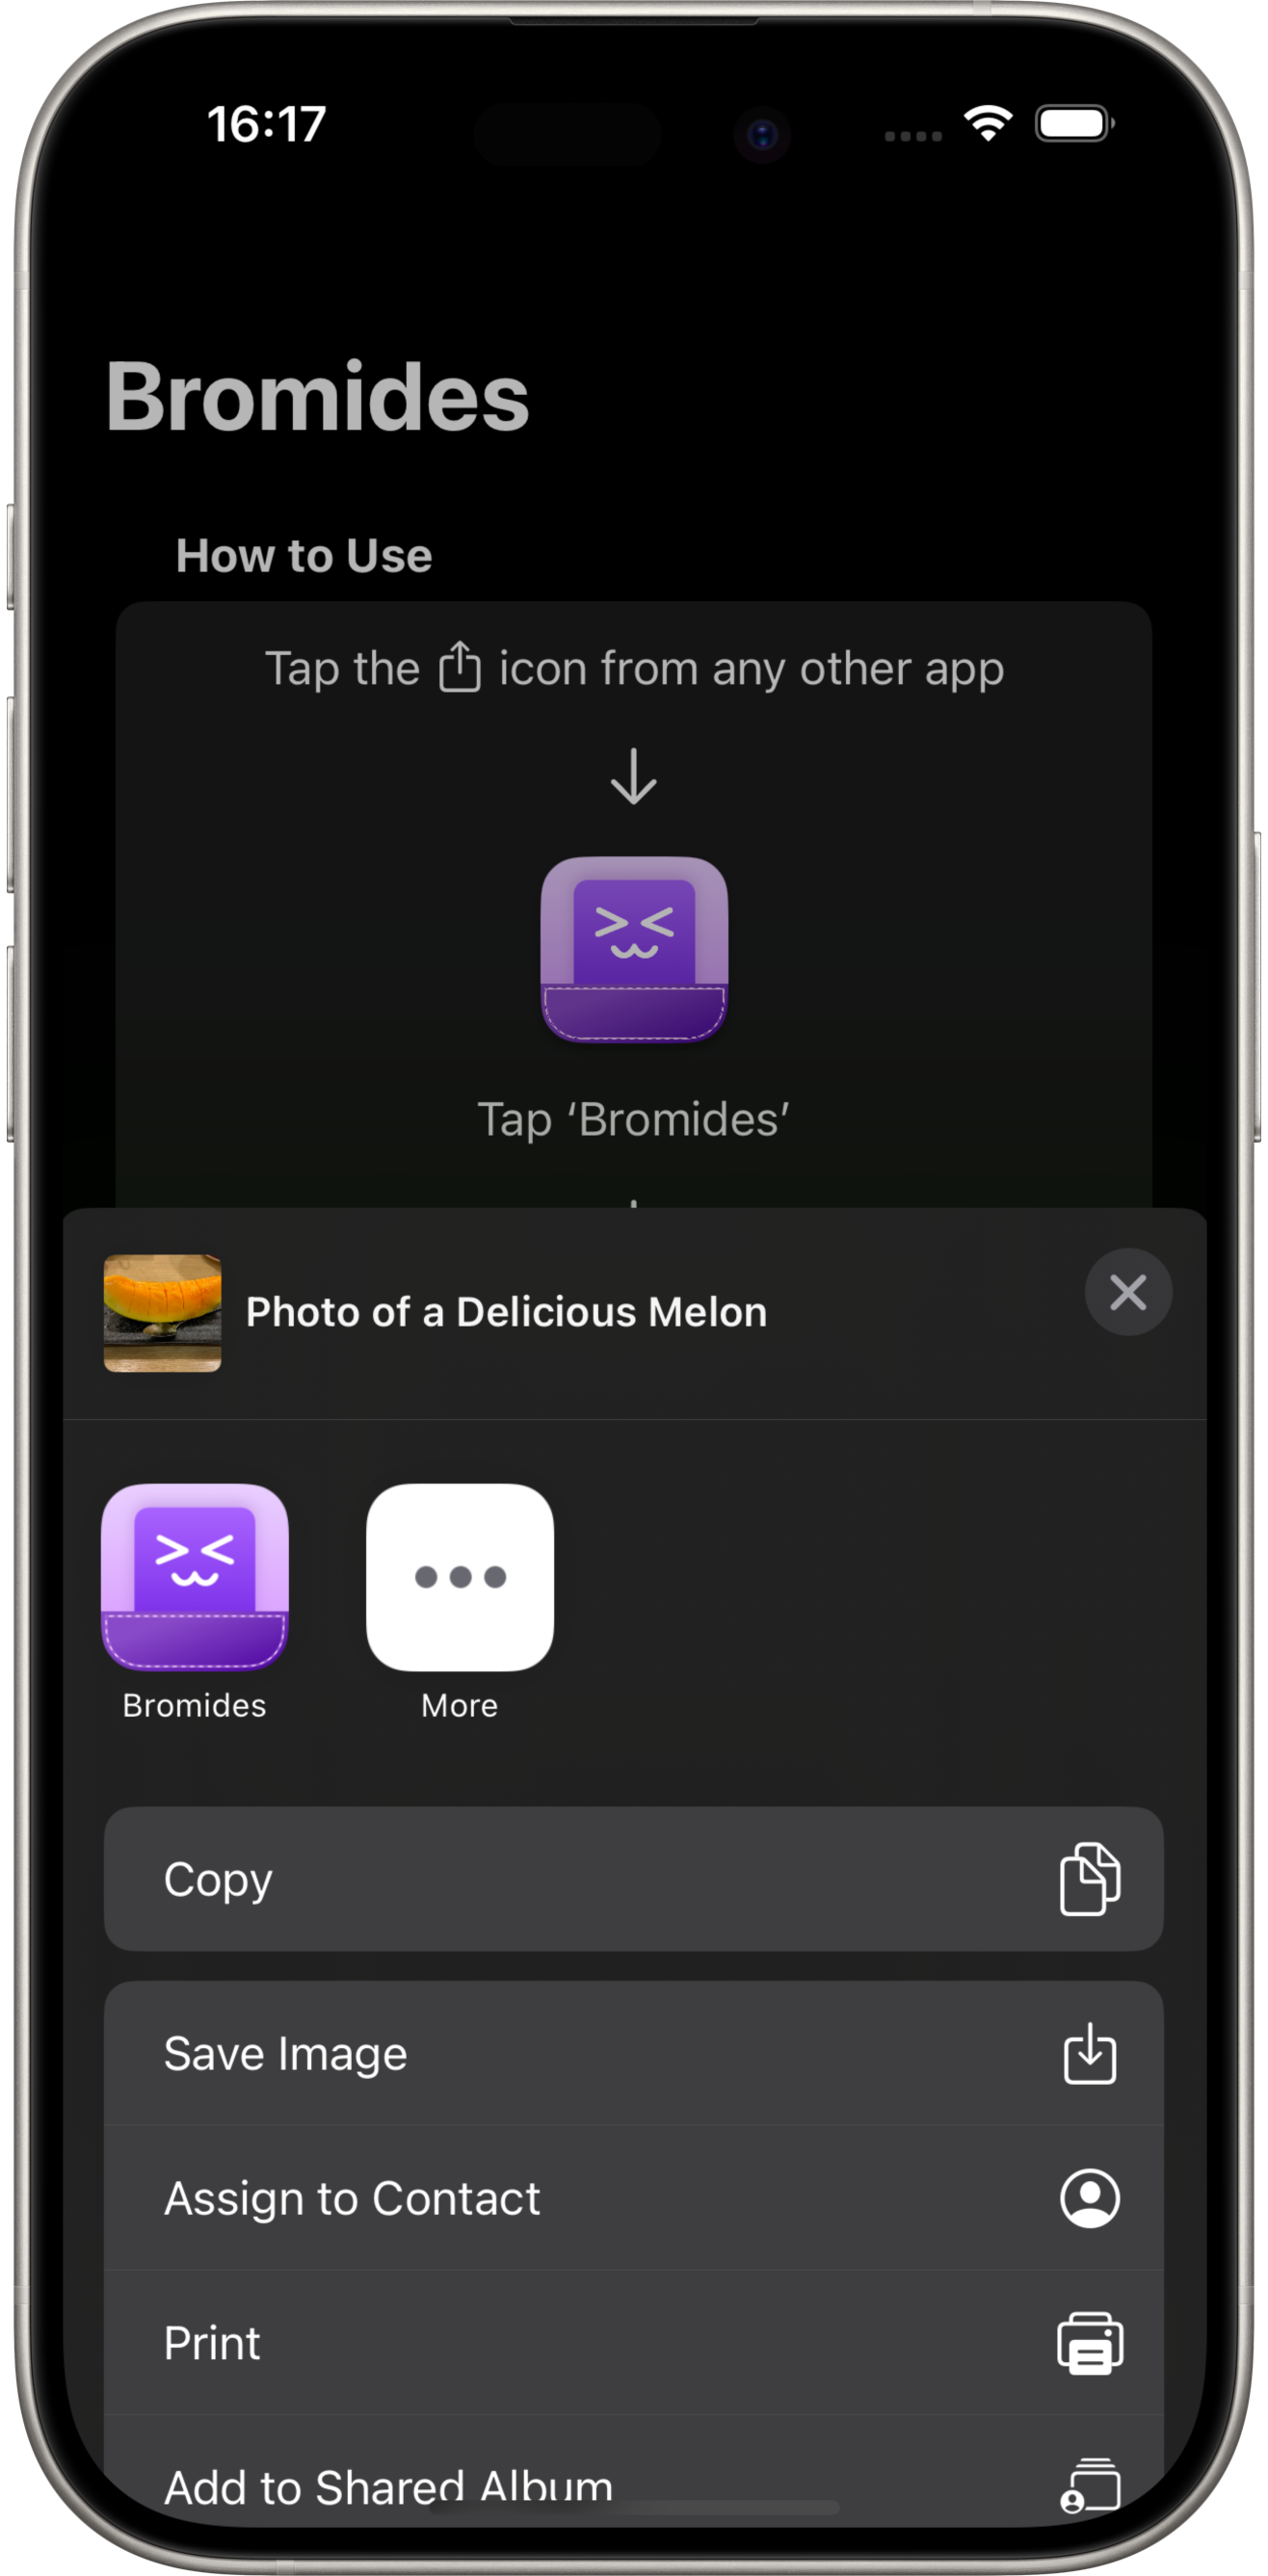 16:17
Bromides
How to Use
Tap the icon from any other app
Tap ‘Bromides’
Photo of a Delicious Melon
Bromides
More
Copy
Save Image
Assign to Contact
Print
Add to Shared Album